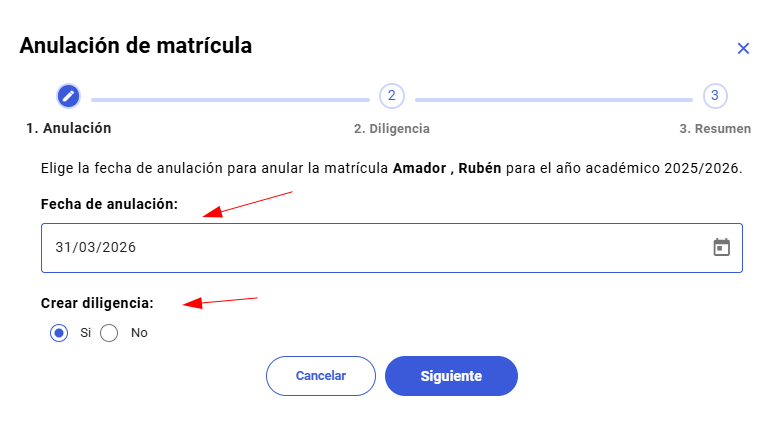 Anulación de matrícula
2
3
1. Anulación
2. Diligencia
3. Resumen
Elige la fecha de anulación para anular la matrícula Amador , Rubén para el año académico 2025/2026.
Fecha de anulación:
31/03/2026
Crear diligencia:
Si
No
Cancelar
Siguiente